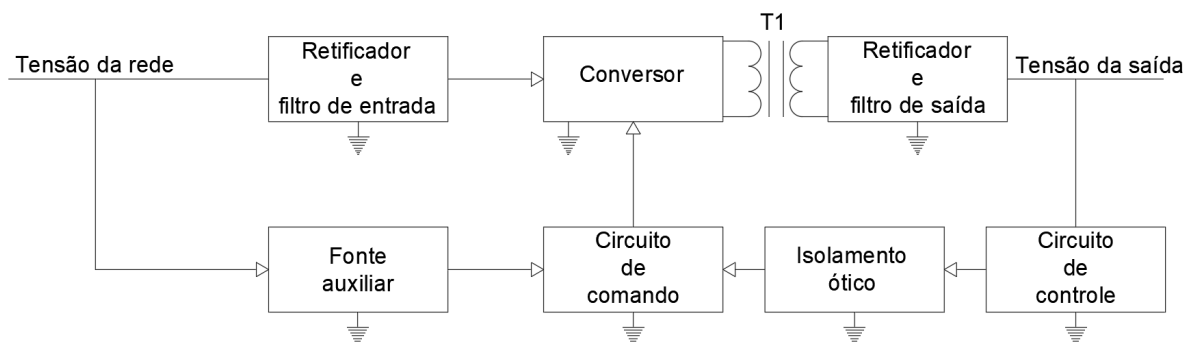 T1
Tensão da rede
Retificador
e
filtro de entrada
Conversor
Retificador
e
filtro de saída
Tensão da saída
Fonte
auxiliar
Circuito
de
comando
Isolamento
ótico
Circuito
de
controle